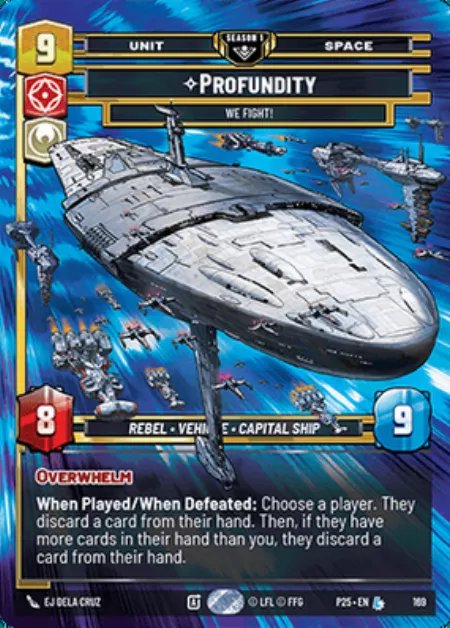 9
UNIT
SEASON 1
SPACE
PROFUNDITY
WE FIGHT!
8
REBEL • VEHICLE • CAPITAL SHIP
9
OVERWHELM
When Played/When Defeated: Choose a player. They
discard a card from their hand. Then, if they have
more cards in their hand than you, they discard a
card from their hand.
EJ DELA CRUZ
© LFL © FFG
P25 • EN
169